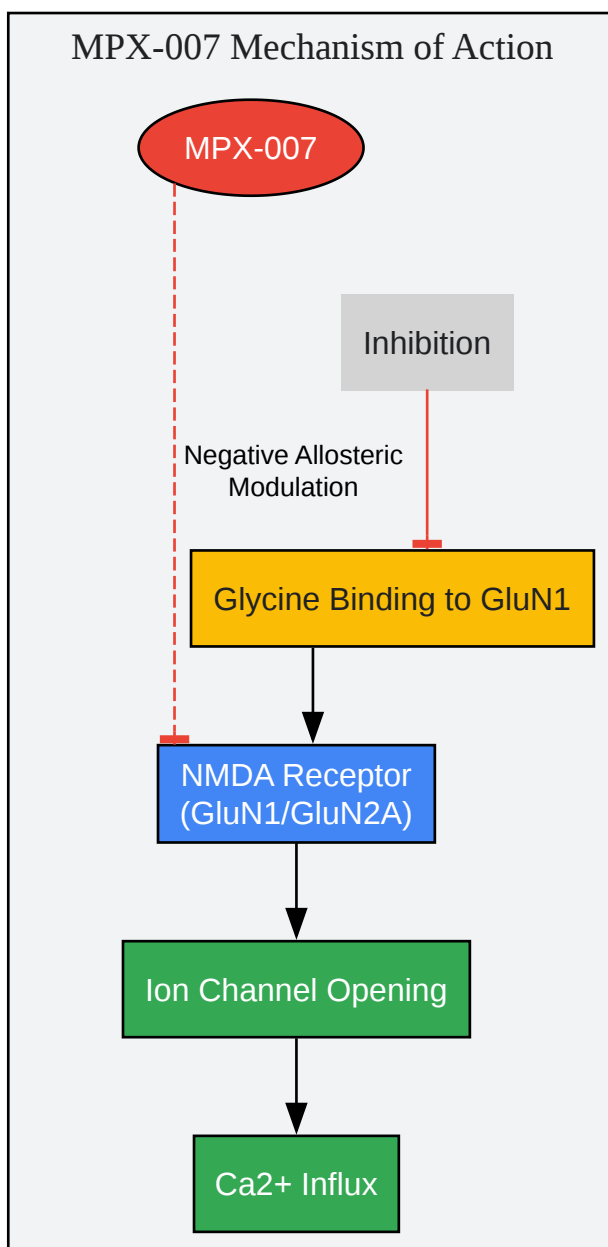 MPX-007 Mechanism of Action
MPX-007
Inhibition
Negative Allosteric
Modulation
Glycine Binding to GluN1
NMDA Receptor
(GluN1/GluN2A)
Ion Channel Opening
Ca2+ Influx